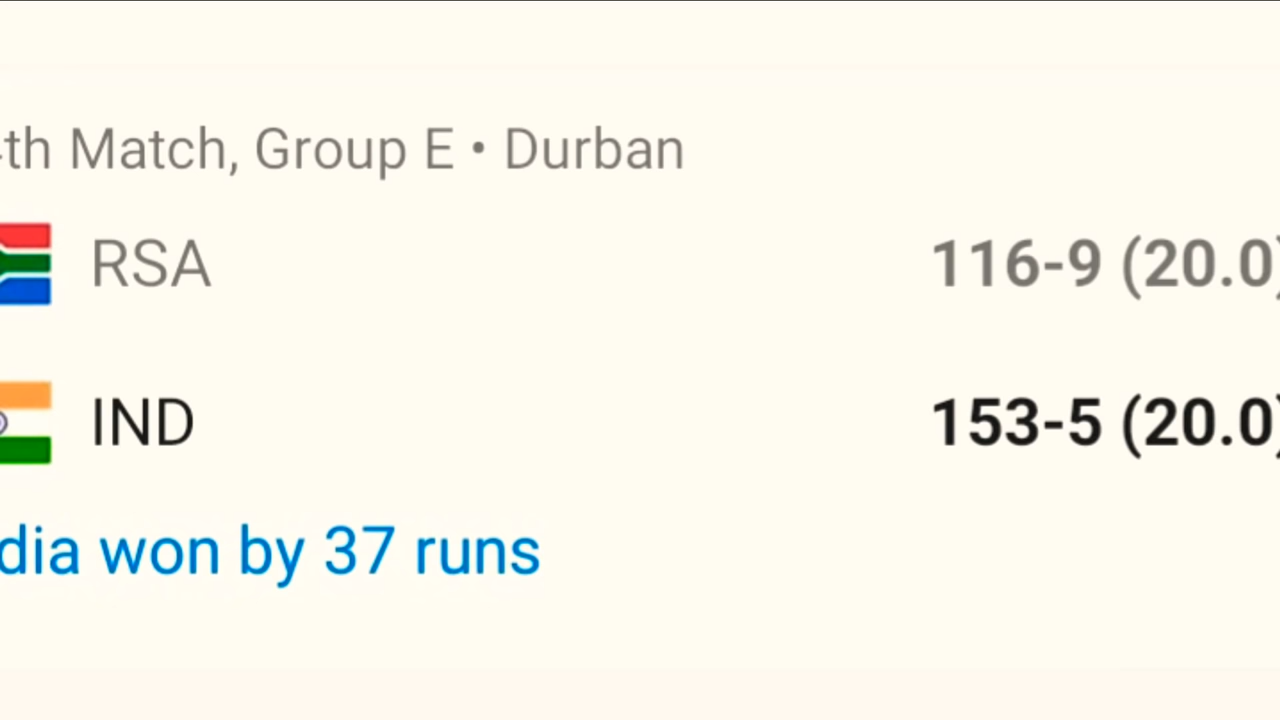 th Match, Group E • Durban
RSA 116-9 (20.0)
IND 153-5 (20.0)
dia won by 37 runs